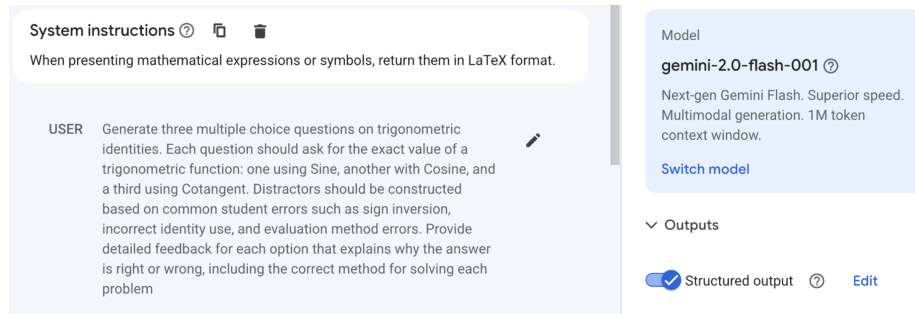 System instructions
When presenting mathematical expressions or symbols, return them in LaTeX format.
USER
Generate three multiple choice questions on trigonometric
identities. Each question should ask for the exact value of a
trigonometric function: one using Sine, another with Cosine, and
a third using Cotangent. Distractors should be constructed
based on common student errors such as sign inversion,
incorrect identity use, and evaluation method errors. Provide
detailed feedback for each option that explains why the answer
is right or wrong, including the correct method for solving each
problem
Model
gemini-2.0-flash-001
Next-gen Gemini Flash. Superior speed.
Multimodal generation. 1M token
context window.
Switch model
Outputs
Structured output
Edit